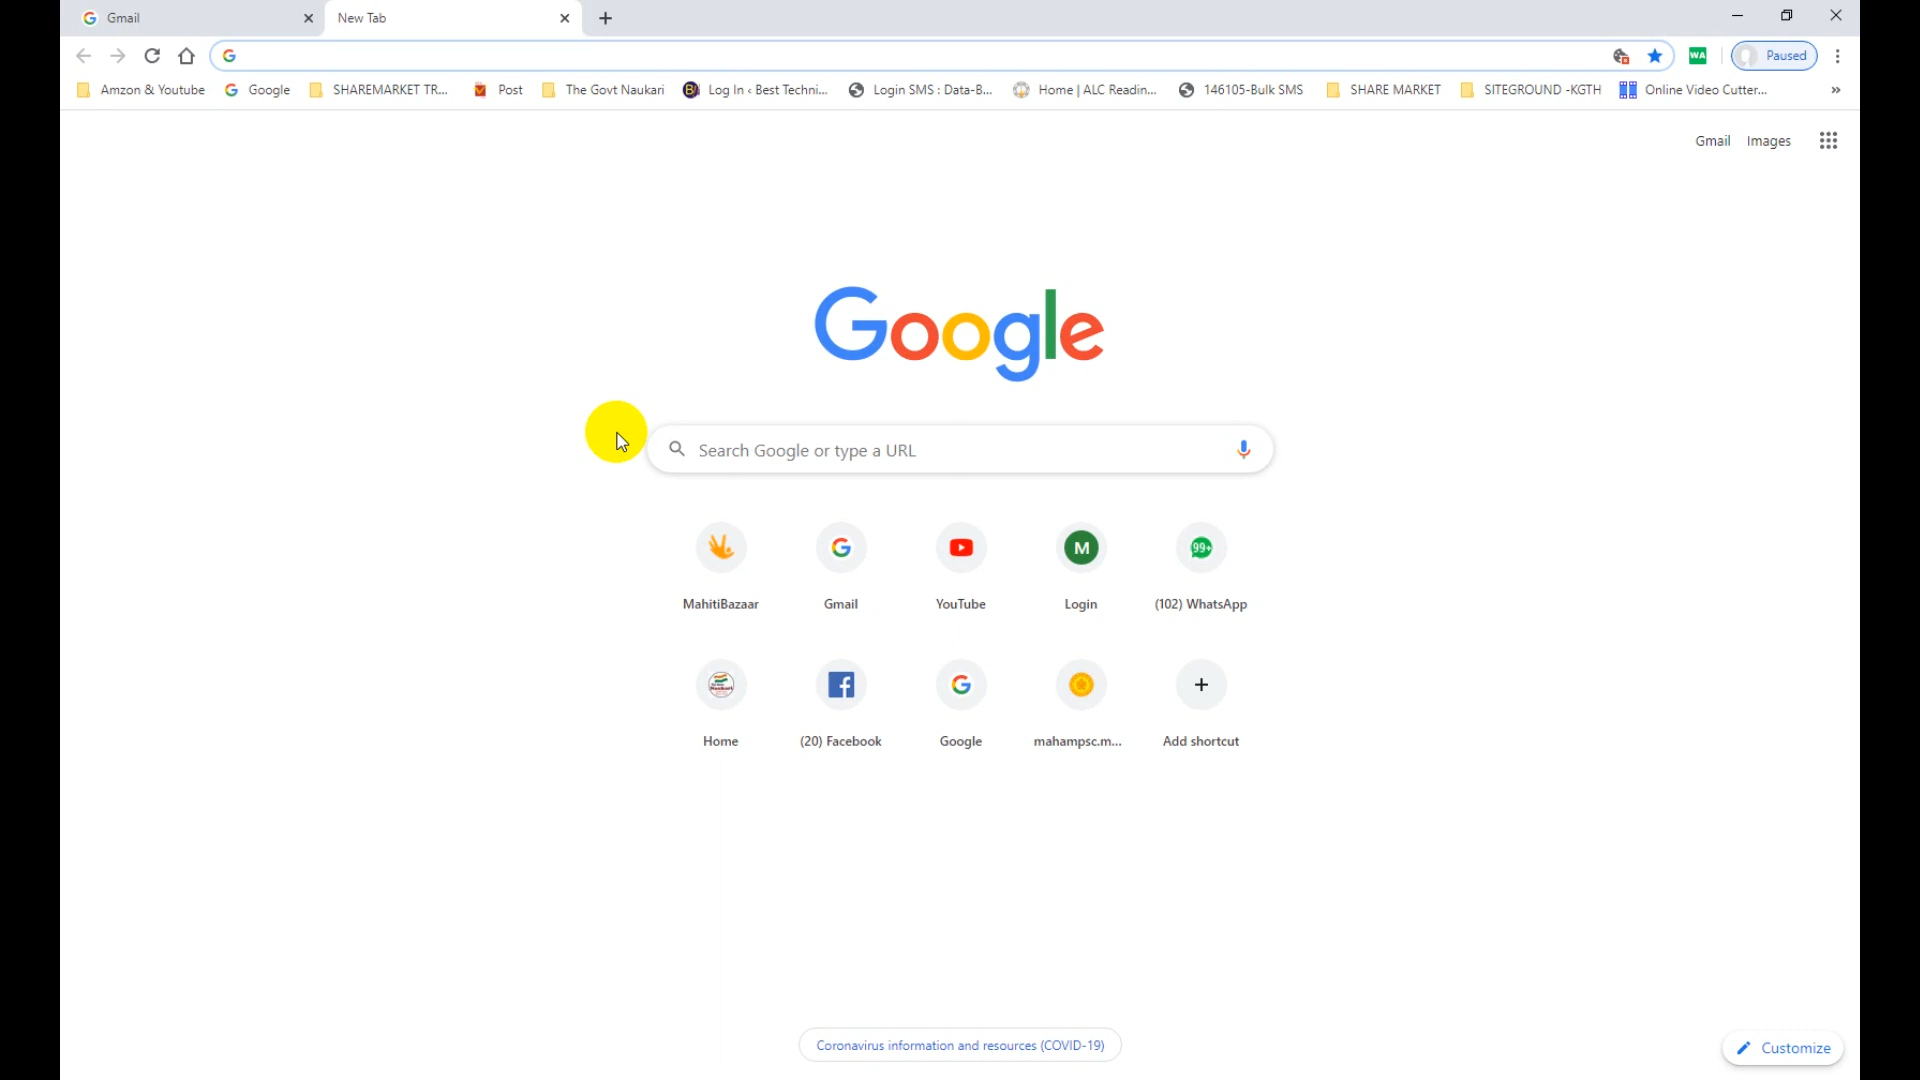 Gmail
New Tab
Paused
Amzon & Youtube
Google
SHAREMARKET TR...
Post
The Govt Naukari
Log In ‹ Best Techni...
Login SMS : Data-B...
Home | ALC Readin...
146105-Bulk SMS
SHARE MARKET
SITEGROUND -KGTH
Online Video Cutter...
»
Gmail
Images
Google
Search Google or type a URL
MahitiBazaar
Gmail
YouTube
M
Login
99+
(102) WhatsApp
Home
(20) Facebook
Google
mahampsc.m...
Add shortcut
Coronavirus information and resources (COVID-19)
Customize